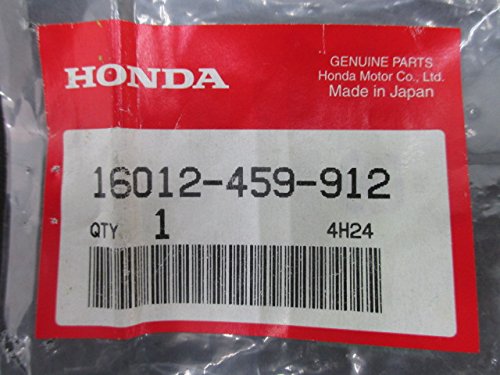 HONDA
GENUINE PARTS
Honda Motor Co., Ltd.
Made in Japan
16012-459-912
QTY 1 4H24